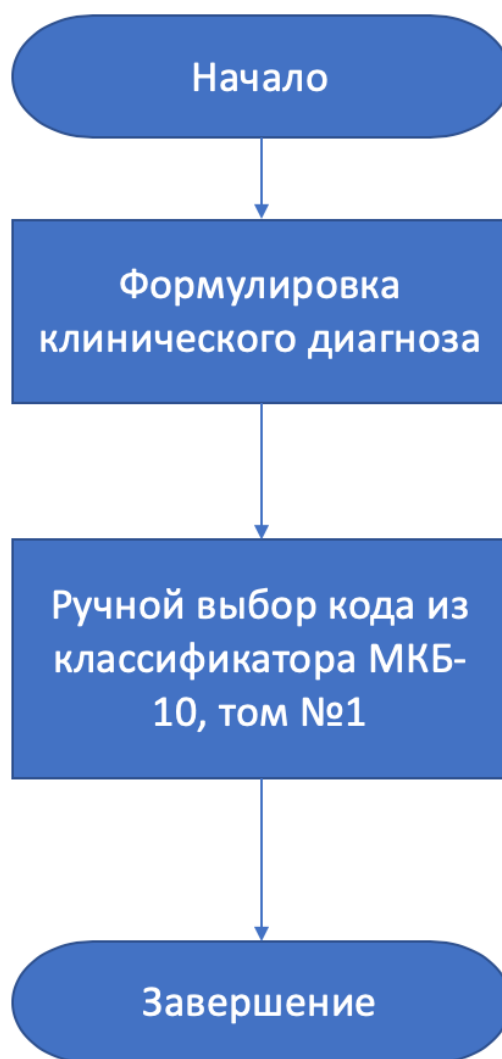 Начало
Формулировка
клинического диагноза
Ручной выбор кода из
классификатора МКБ-
10, том №1
Завершение